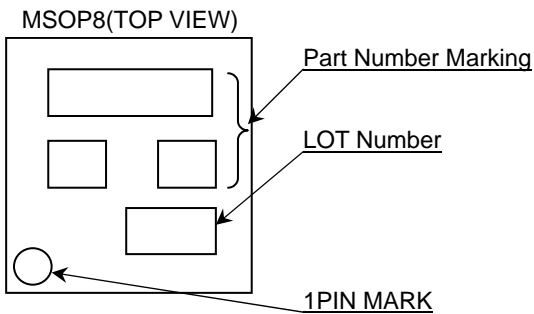 MSOP8(TOP VIEW)
Part Number Marking
LOT Number
1PIN MARK